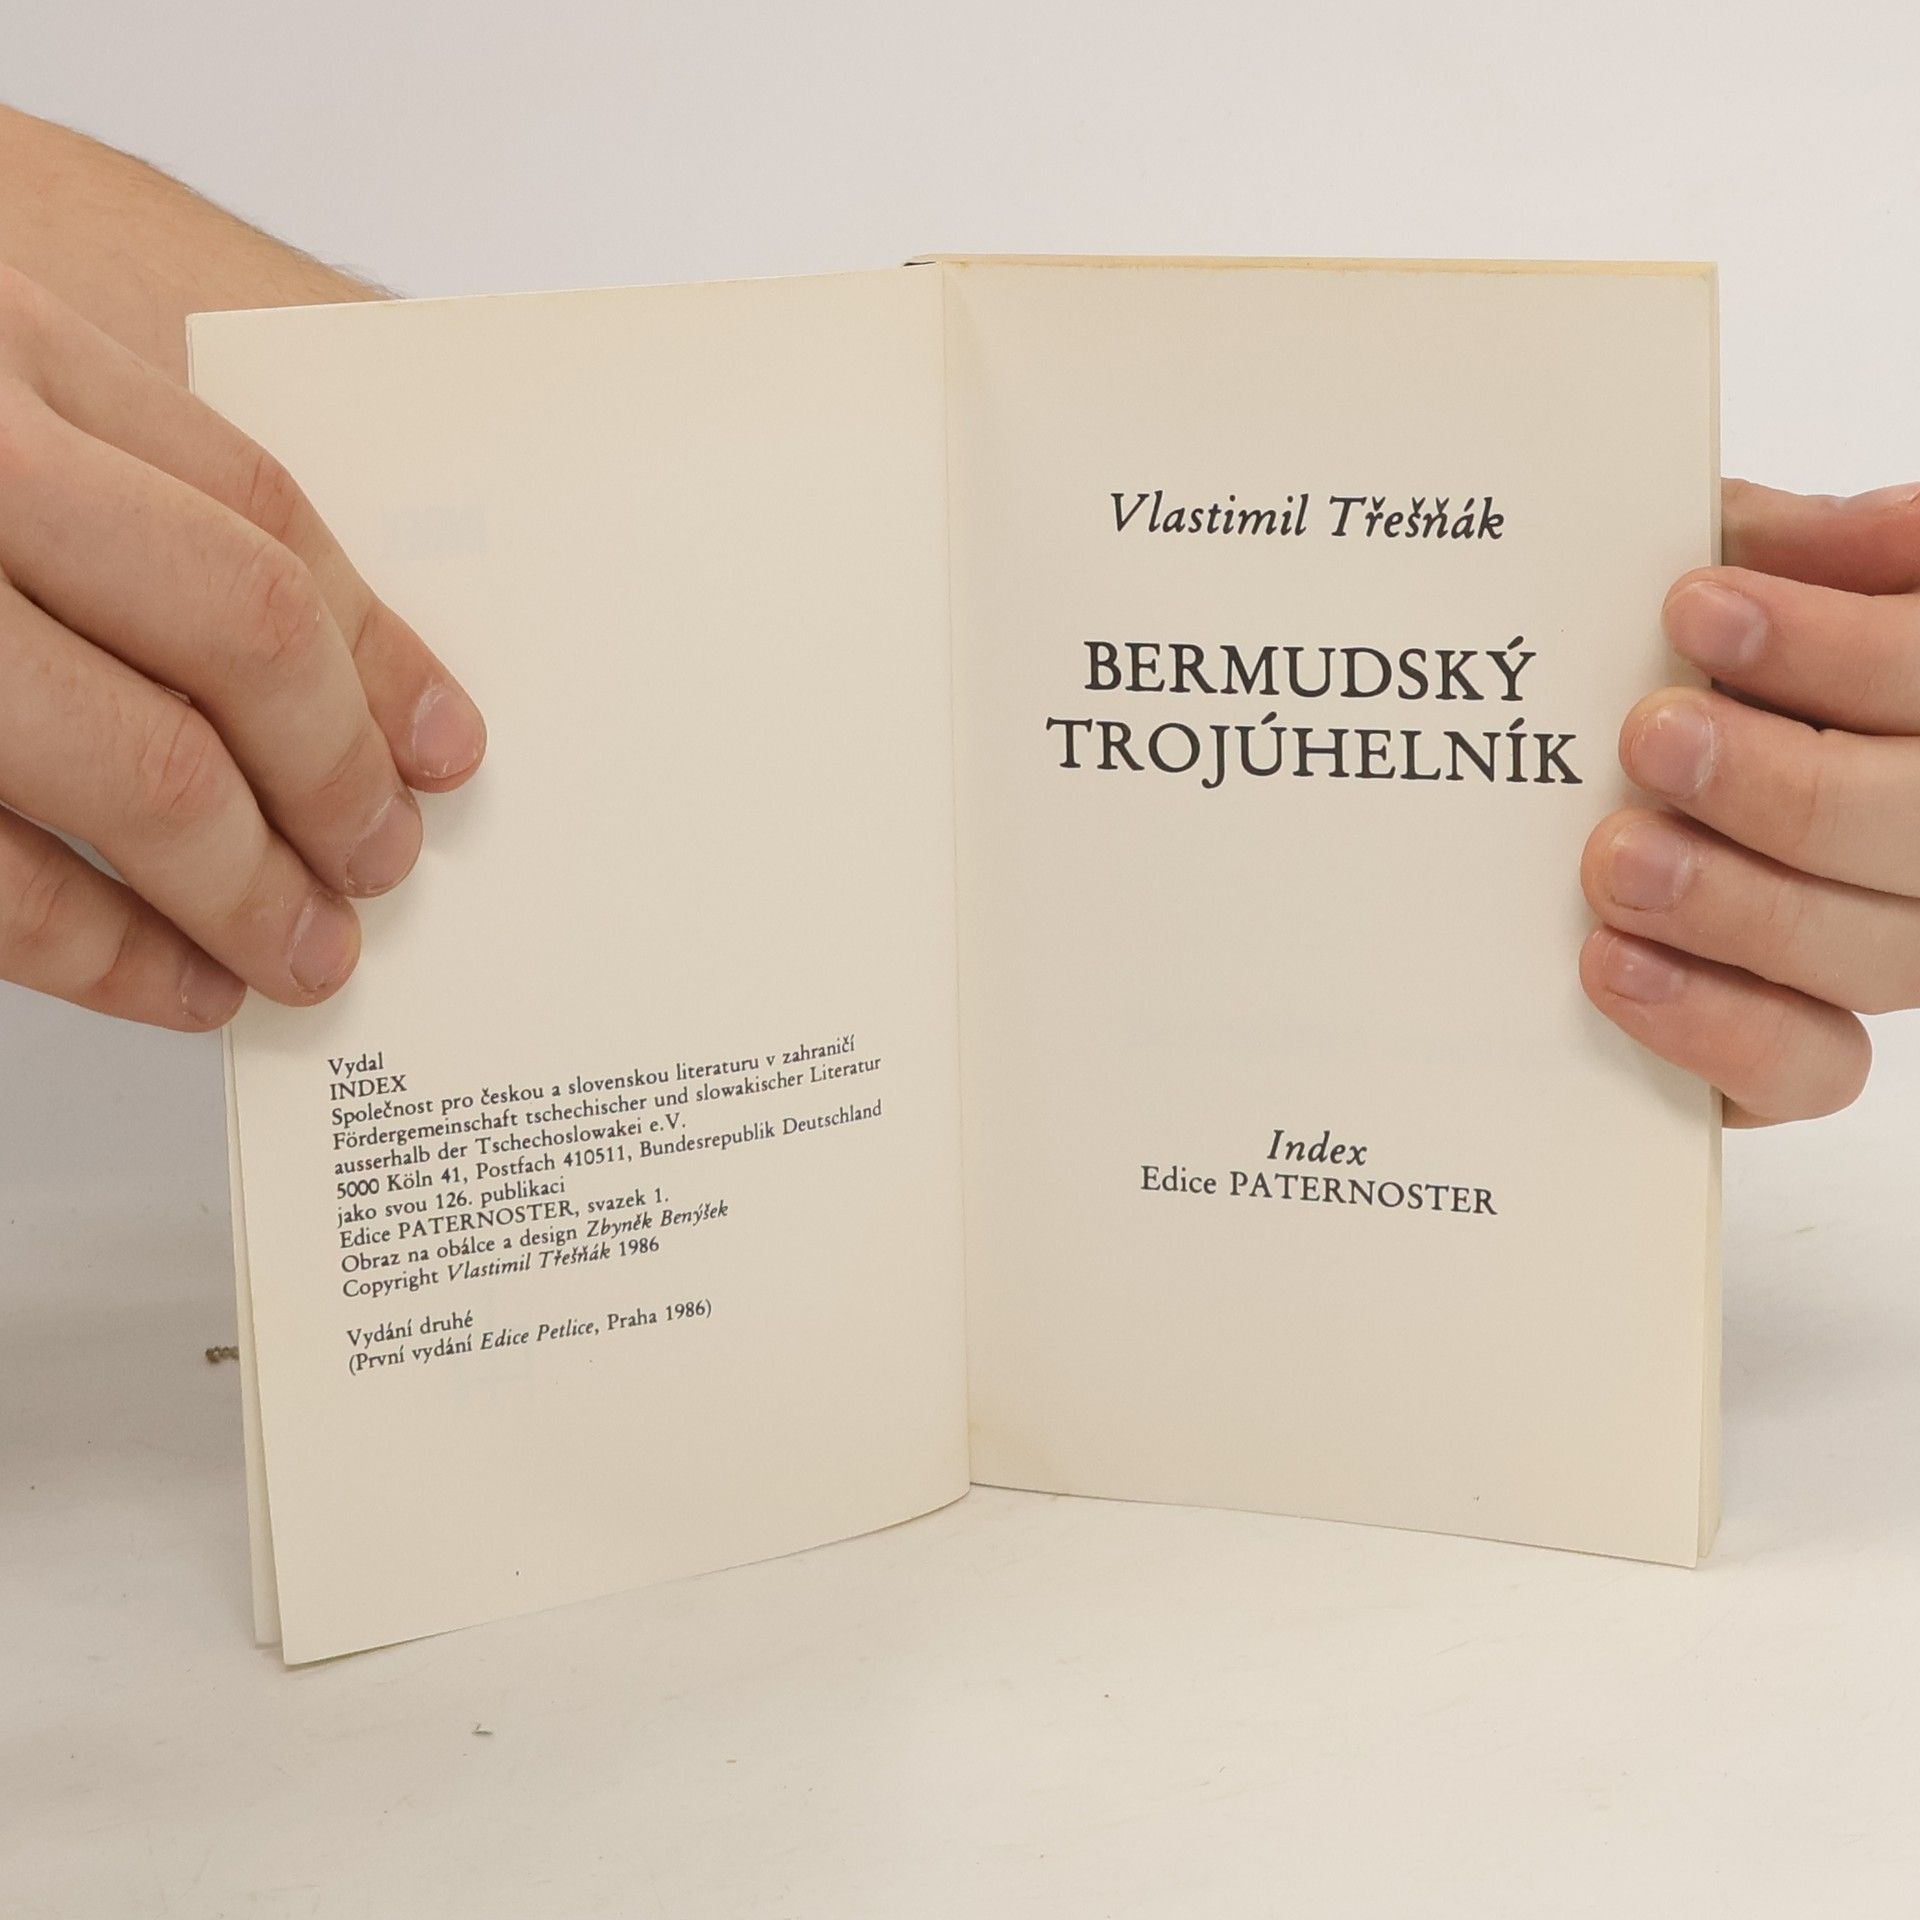 Vydal
INDEX
Společnost pro českou a slovenskou literaturu v zahraničí
Fördergemeinschaft tschechischer und slowakischer Literatur
ausserhalb der Tschechoslowakei e.V.
5000 Köln 41, Postfach 410511, Bundesrepublik Deutschland
jako svou 126. publikaci
Edice PATERNOSTER, svazek 1.
Obraz na obálce a design Zbyněk Benýšek
Copyright Vlastimil Třešňák 1986
Vydání druhé
(První vydání Edice Petlice, Praha 1986)
Vlastimil Třešňák
BERMUDSKÝ
TROJÚHELNÍK
Index
Edice PATERNOSTER